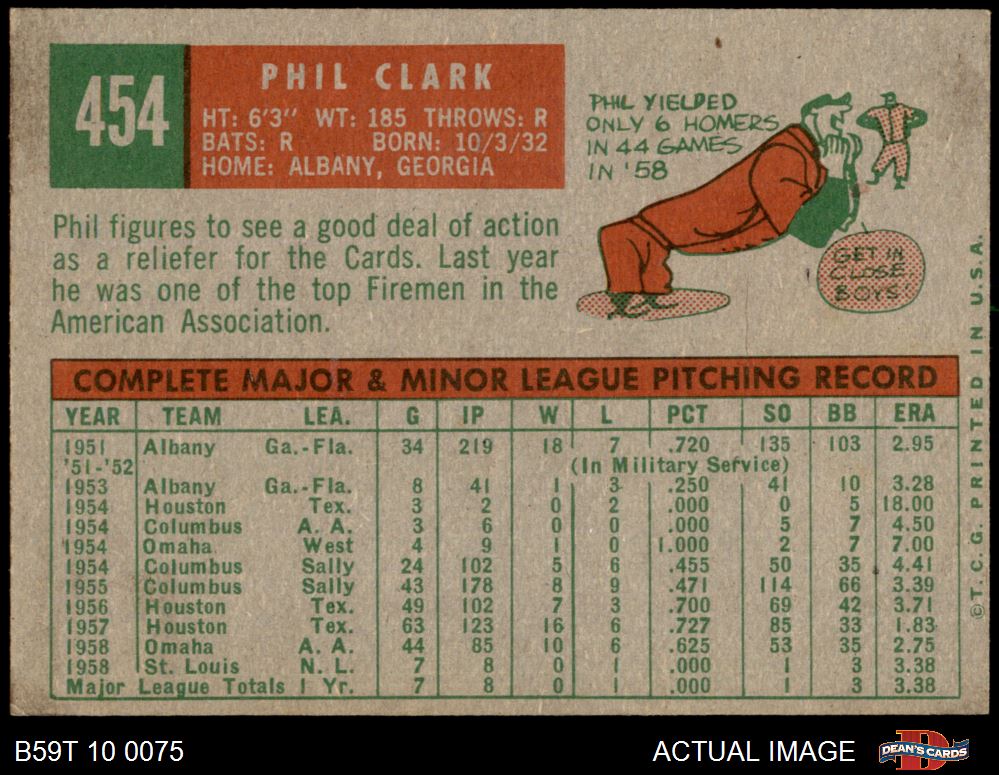 454
PHIL CLARK
HT: 6'3" WT: 185 THROWS: R
BATS: R BORN: 10/3/32
HOME: ALBANY, GEORGIA
PHIL YIELDED
ONLY 6 HOMERS
IN 44 GAMES
IN '58
GET IN
CLOSE
BOYS
Phil figures to see a good deal of action
as a reliefer for the Cards. Last year
he was one of the top Firemen in the
American Association.
COMPLETE MAJOR & MINOR LEAGUE PITCHING RECORD
YEAR TEAM LEA. G IP W L PCT SO BB ERA
1951 Albany Ga.-Fla. 34 219 18 7 .720 135 103 2.95
'51-'52 (In Military Service)
1953 Albany Ga.-Fla. 8 41 1 3 .250 41 10 3.28
1954 Houston Tex. 3 2 0 2 .000 0 5 18.00
1954 Columbus A. A. 3 6 0 0 .000 5 7 4.50
1954 Omaha West 4 9 1 0 1.000 2 7 7.00
1954 Columbus Sally 24 102 5 6 .455 50 35 4.41
1955 Columbus Sally 43 178 8 9 .471 114 66 3.39
1956 Houston Tex. 49 102 7 3 .700 69 42 3.71
1957 Houston Tex. 63 123 16 6 .727 85 33 1.83
1958 Omaha A. A. 44 85 10 6 .625 53 35 2.75
1958 St. Louis N. L. 7 8 0 1 .000 1 3 3.38
Major League Totals 1 Yr. 7 8 0 1 .000 1 3 3.38
©T.C.G. PRINTED IN U.S.A.
B59T 10 0075
ACTUAL IMAGE
DEAN'S CARDS